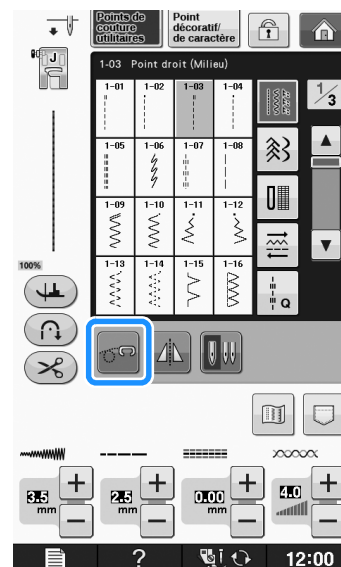 Points de
couture
utilitaires
Point
décoratif/
de caractère
J
1-03 Point droit (Milieu)
1-01 1-02 1-03 1-04
1/3
1-05 1-06 1-07 1-08
1-09 1-10 1-11 1-12
1-13 1-14 1-15 1-16
Q
100%
3.5 mm + −
2.5 mm + −
0.00 mm + −
4.0 + −
? 12:00